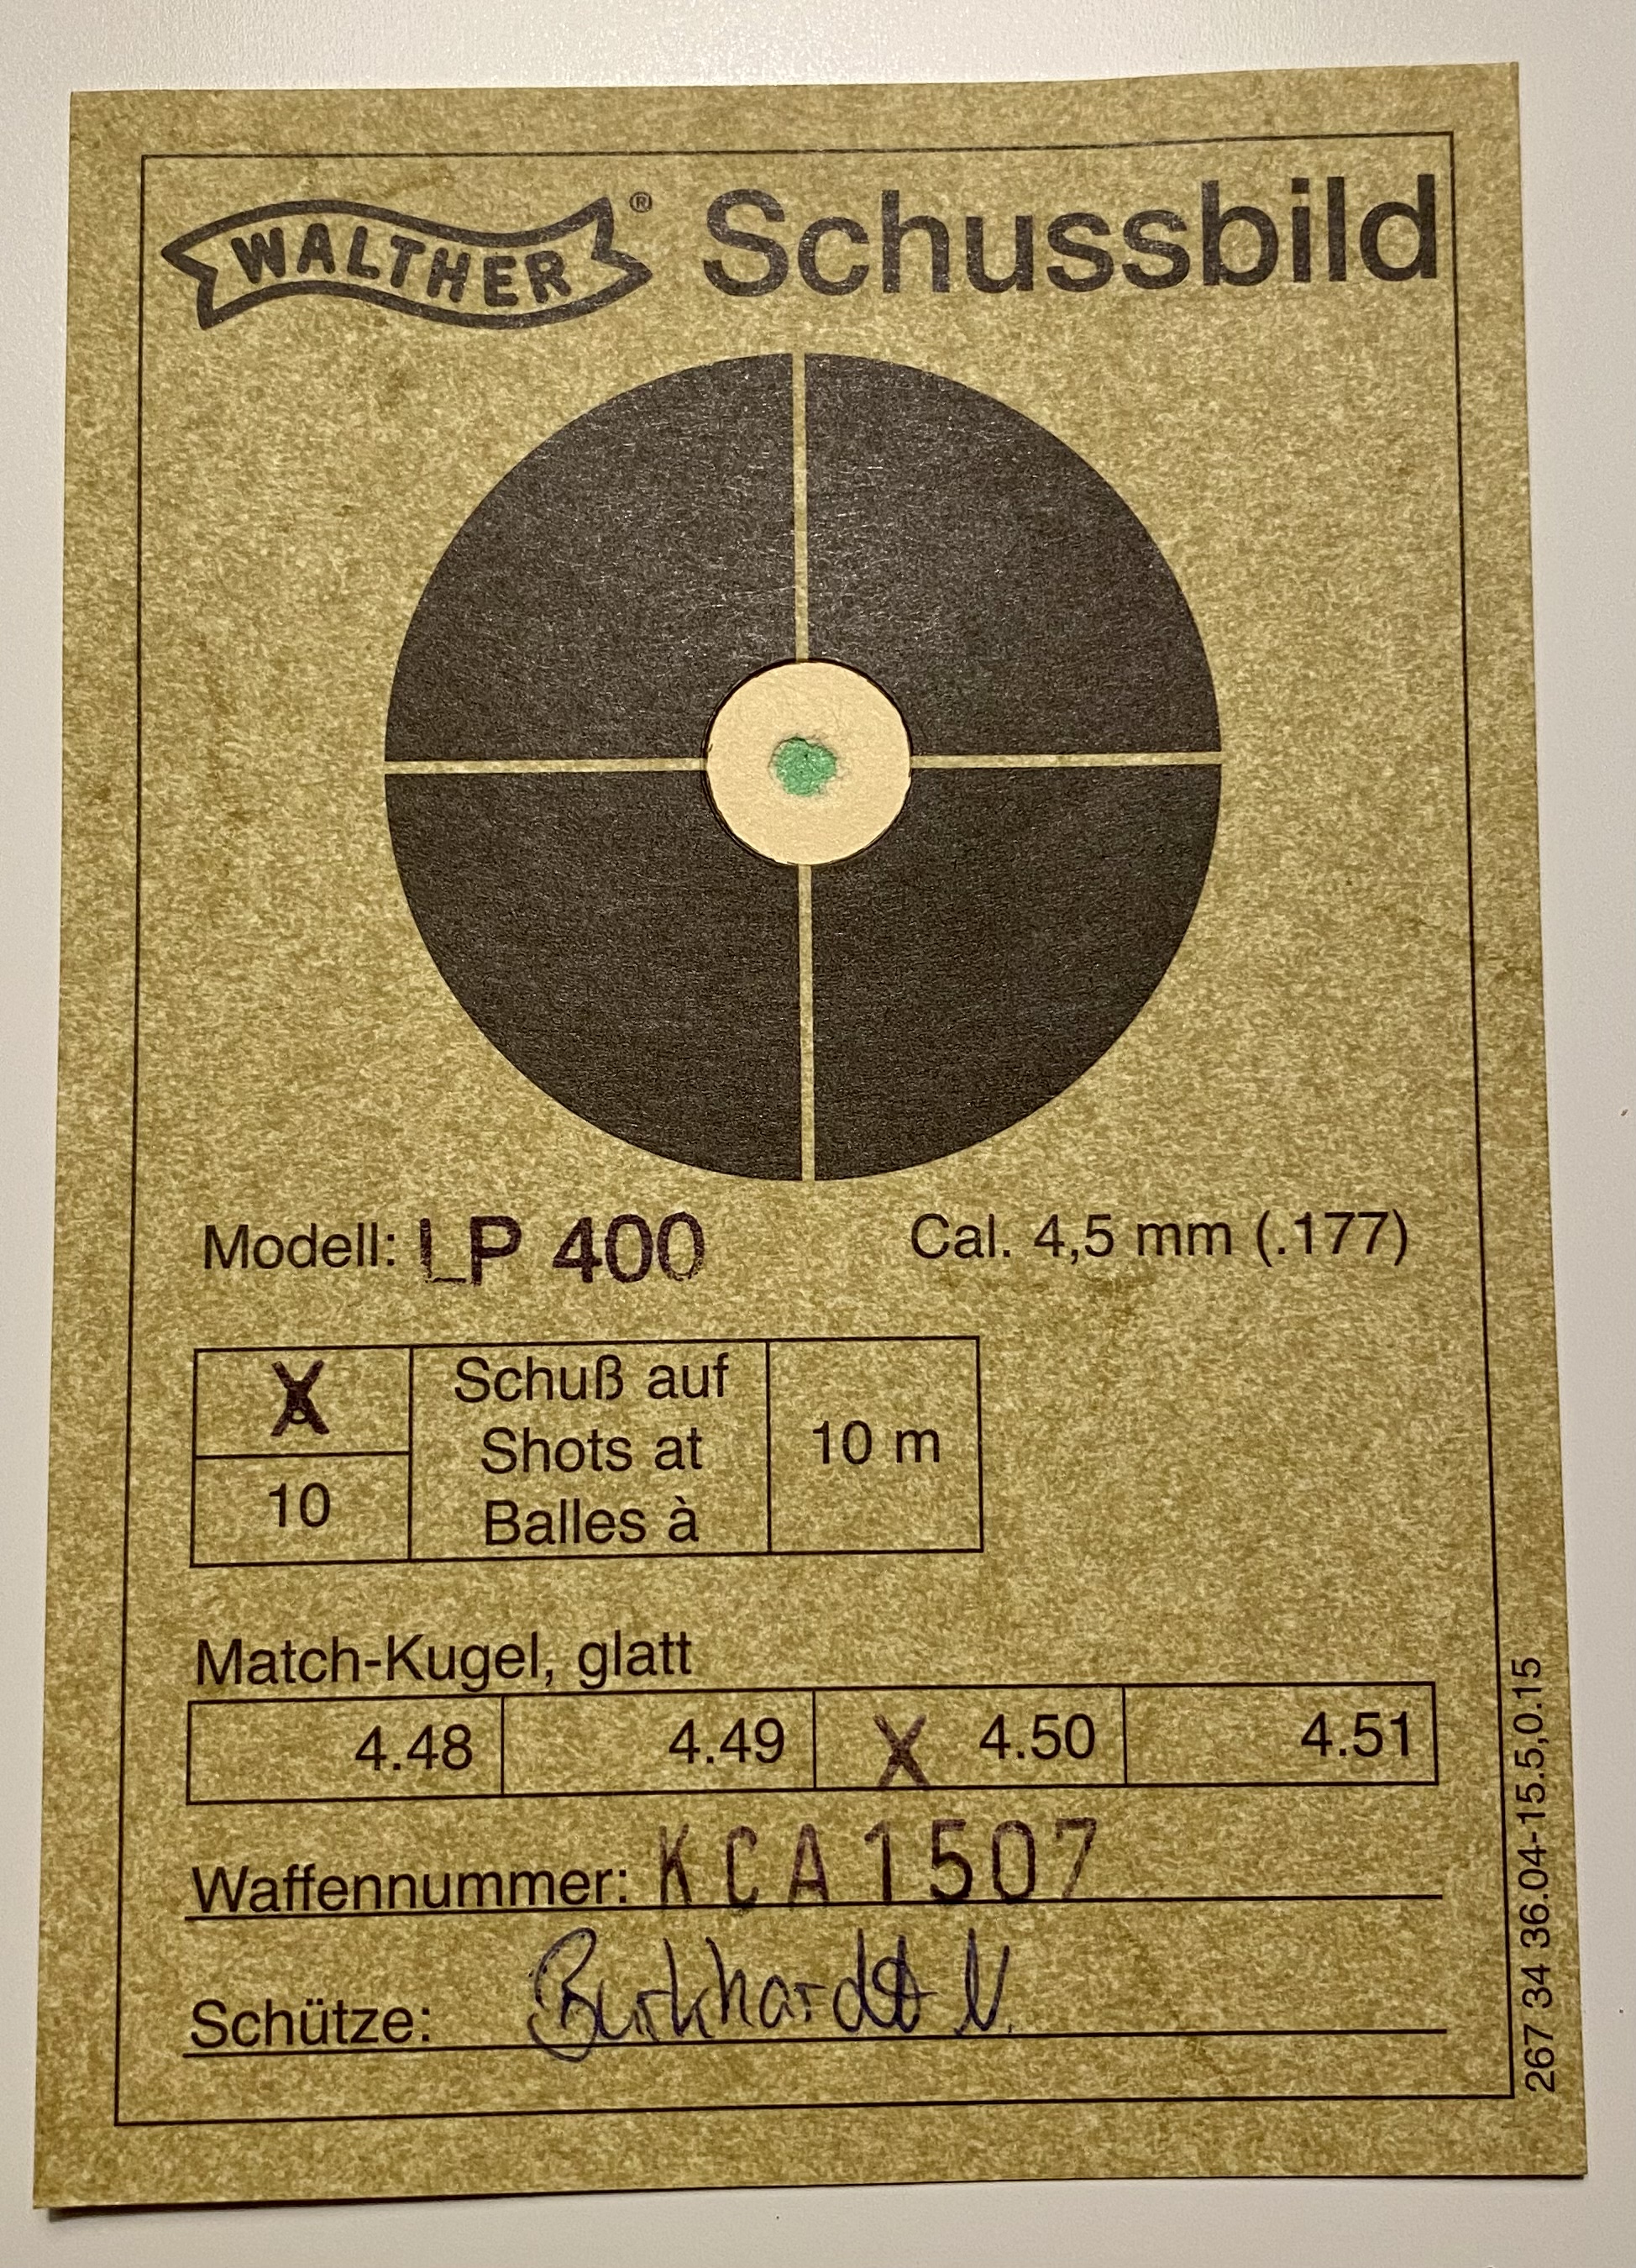 WALTHER® Schussbild
Modell: LP 400 Cal. 4,5 mm (.177)
X
10
Schuß auf
Shots at
Balles à
10 m
Match-Kugel, glatt
4.48 4.49 X 4.50 4.51
Waffennummer: KCA1507
Schütze: Burkhardt N.
267 34 36.04-15.5,0.15